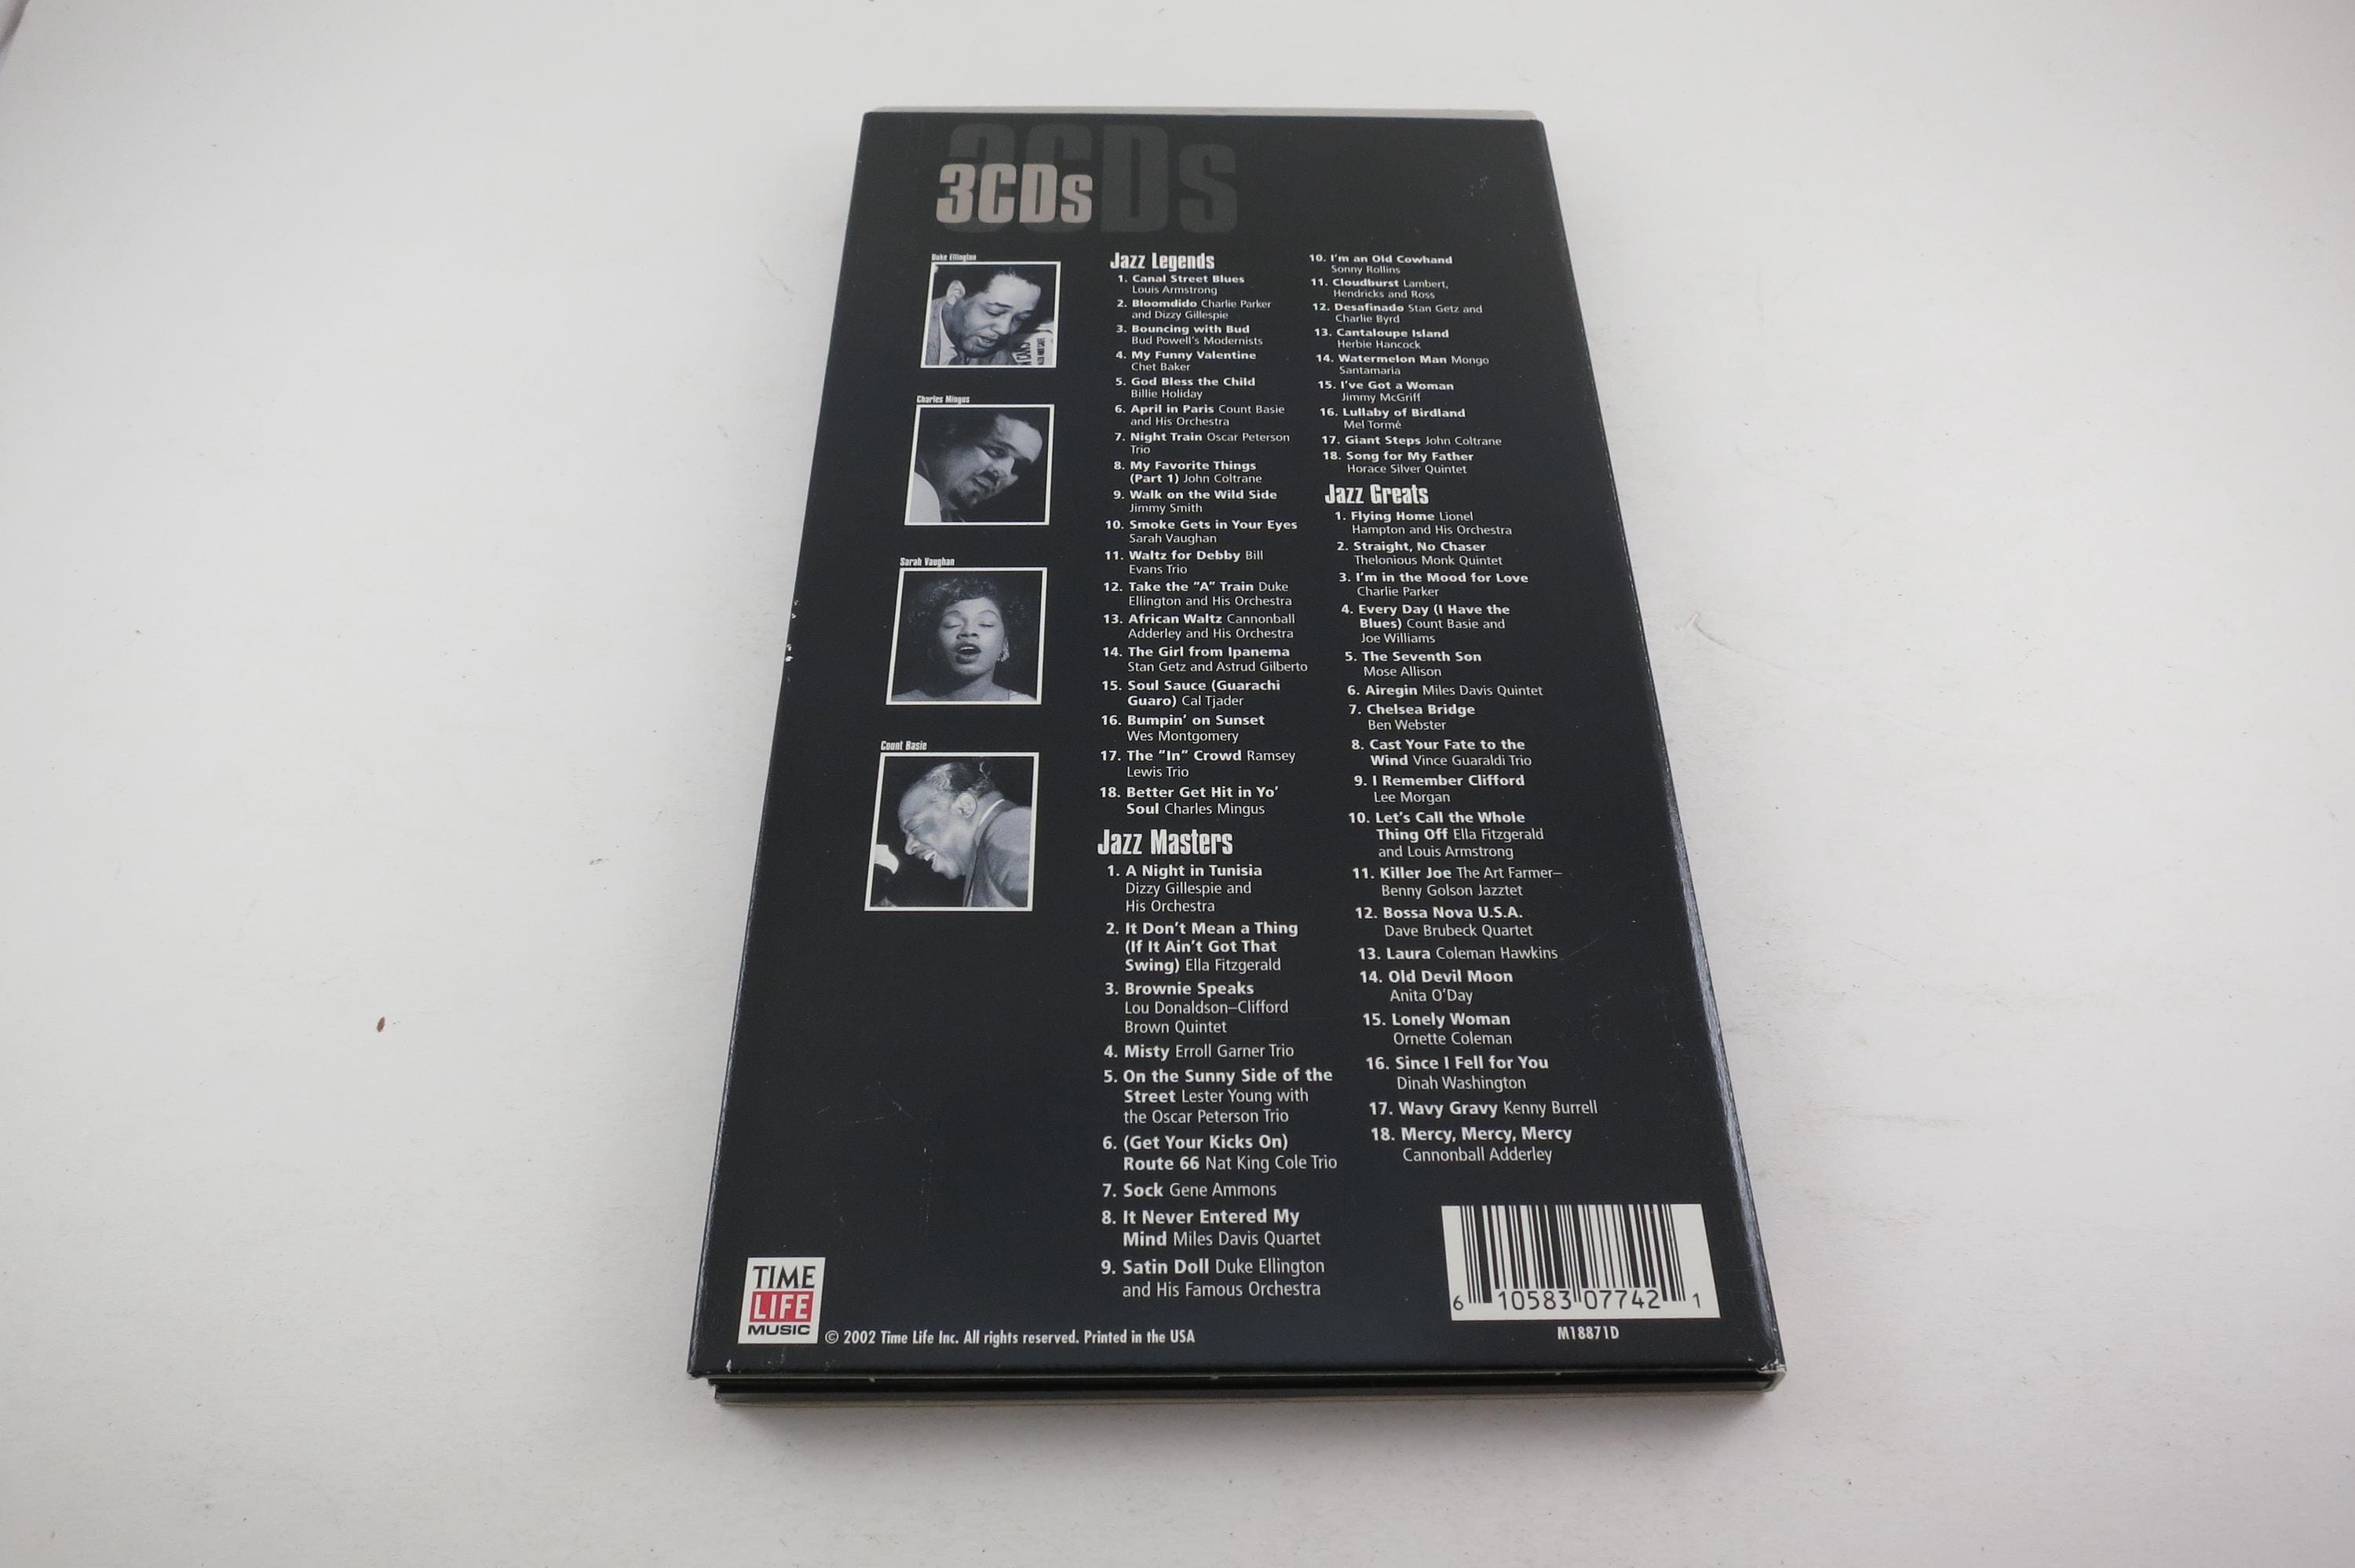 3CDs
3CDs
Duke Ellington
Charles Mingus
Sarah Vaughan
Count Basie
Jazz Legends
1. Canal Street Blues
Louis Armstrong
2. Bloomdido Charlie Parker
and Dizzy Gillespie
3. Bouncing with Bud
Bud Powell's Modernists
4. My Funny Valentine
Chet Baker
5. God Bless the Child
Billie Holiday
6. April in Paris Count Basie
and His Orchestra
7. Night Train Oscar Peterson
Trio
8. My Favorite Things
(Part 1) John Coltrane
9. Walk on the Wild Side
Jimmy Smith
10. Smoke Gets in Your Eyes
Sarah Vaughan
11. Waltz for Debby Bill
Evans Trio
12. Take the "A" Train Duke
Ellington and His Orchestra
13. African Waltz Cannonball
Adderley and His Orchestra
14. The Girl from Ipanema
Stan Getz and Astrud Gilberto
15. Soul Sauce (Guarachi
Guaro) Cal Tjader
16. Bumpin' on Sunset
Wes Montgomery
17. The "In" Crowd Ramsey
Lewis Trio
18. Better Get Hit in Yo'
Soul Charles Mingus
Jazz Masters
1. A Night in Tunisia
Dizzy Gillespie and
His Orchestra
2. It Don't Mean a Thing
(If It Ain't Got That
Swing) Ella Fitzgerald
3. Brownie Speaks
Lou Donaldson–Clifford
Brown Quintet
4. Misty Erroll Garner Trio
5. On the Sunny Side of the
Street Lester Young with
the Oscar Peterson Trio
6. (Get Your Kicks On)
Route 66 Nat King Cole Trio
7. Sock Gene Ammons
8. It Never Entered My
Mind Miles Davis Quartet
9. Satin Doll Duke Ellington
and His Famous Orchestra
10. I'm an Old Cowhand
Sonny Rollins
11. Cloudburst Lambert,
Hendricks and Ross
12. Desafinado Stan Getz and
Charlie Byrd
13. Cantaloupe Island
Herbie Hancock
14. Watermelon Man Mongo
Santamaria
15. I've Got a Woman
Jimmy McGriff
16. Lullaby of Birdland
Mel Tormé
17. Giant Steps John Coltrane
18. Song for My Father
Horace Silver Quintet
Jazz Greats
1. Flying Home Lionel
Hampton and His Orchestra
2. Straight, No Chaser
Thelonious Monk Quintet
3. I'm in the Mood for Love
Charlie Parker
4. Every Day (I Have the
Blues) Count Basie and
Joe Williams
5. The Seventh Son
Mose Allison
6. Airegin Miles Davis Quintet
7. Chelsea Bridge
Ben Webster
8. Cast Your Fate to the
Wind Vince Guaraldi Trio
9. I Remember Clifford
Lee Morgan
10. Let's Call the Whole
Thing Off Ella Fitzgerald
and Louis Armstrong
11. Killer Joe The Art Farmer–
Benny Golson Jazztet
12. Bossa Nova U.S.A.
Dave Brubeck Quartet
13. Laura Coleman Hawkins
14. Old Devil Moon
Anita O'Day
15. Lonely Woman
Ornette Coleman
16. Since I Fell for You
Dinah Washington
17. Wavy Gravy Kenny Burrell
18. Mercy, Mercy, Mercy
Cannonball Adderley
6 10583 07742 1
M18871D
TIME
LIFE
MUSIC
© 2002 Time Life Inc. All rights reserved. Printed in the USA